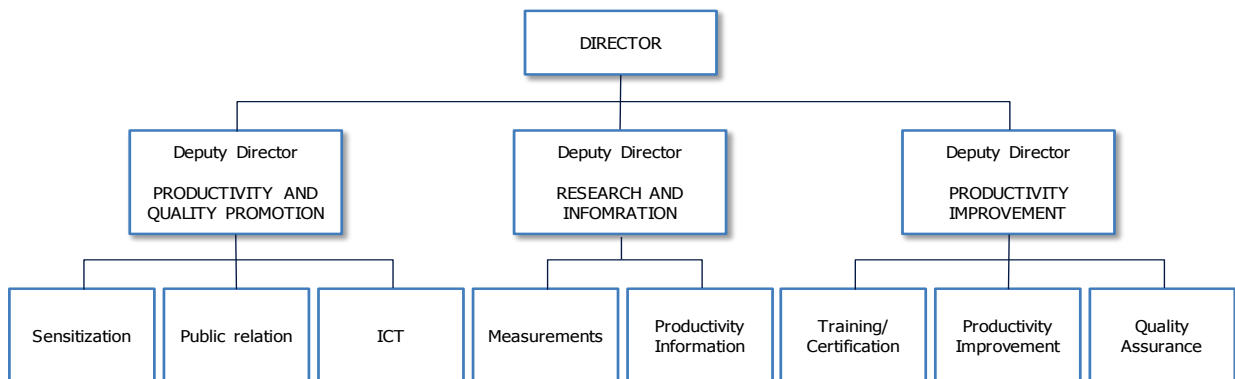 DIRECTOR
Deputy Director
PRODUCTIVITY AND
QUALITY PROMOTION
Deputy Director
RESEARCH AND
INFOMRATION
Deputy Director
PRODUCTIVITY
IMPROVEMENT
Sensitization
Public relation
ICT
Measurements
Productivity
Information
Training/
Certification
Productivity
Improvement
Quality
Assurance